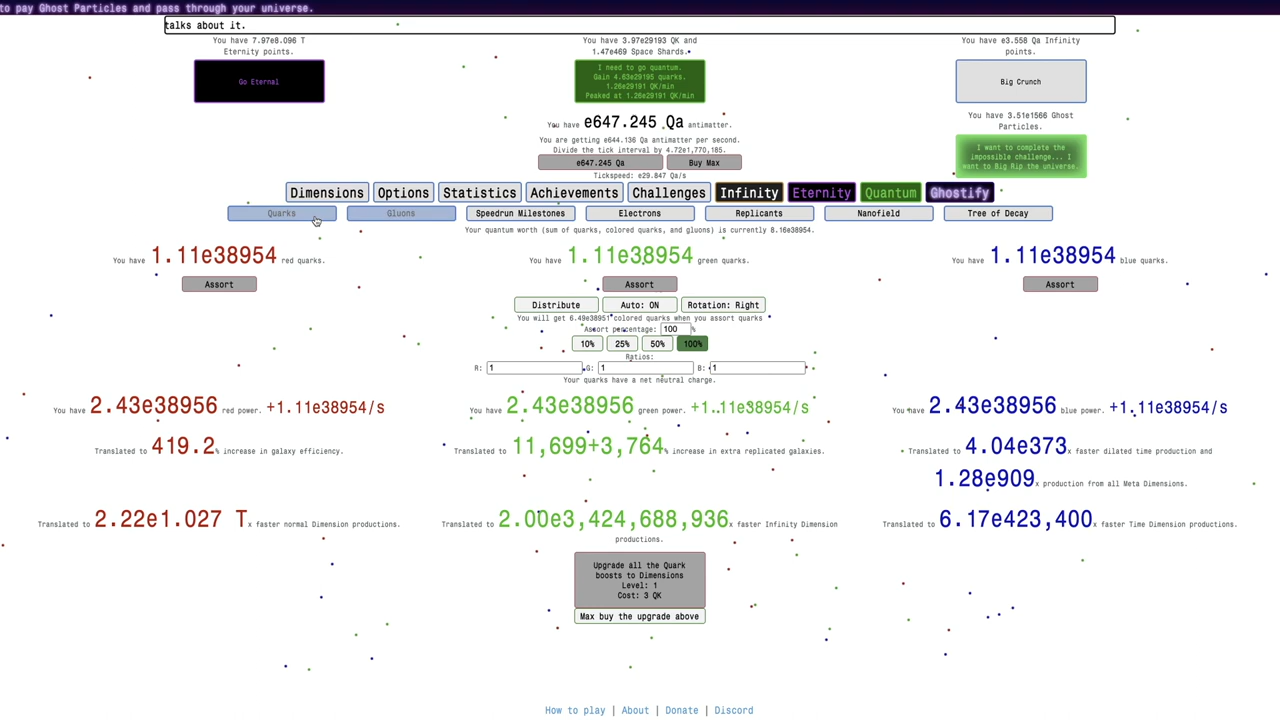 to pay Ghost Particles and pass through your universe.
talks about it.
You have 7.97e8.096 T
Eternity points.
Go Eternal
You have 3.97e29193 QK and
1.47e469 Space Shards.
I need to go quantum.
Gain 4.63e29195 quarks.
1.26e29191 QK/min
Peaked at 1.26e29191 QK/min
You have e3.558 Qa Infinity
points.
Big Crunch
You have e647.245 Qa antimatter.
You are getting e644.136 Qa antimatter per second.
Divide the tick interval by 4.72e1,770,185.
e647.245 Qa Buy Max
Tickspeed: e29.847 Qa/s
You have 3.51e1566 Ghost
Particles.
I want to complete the
impossible challenge... I
want to Big Rip the universe.
Dimensions Options Statistics Achievements Challenges Infinity Eternity Quantum Ghostify
Quarks Gluons Speedrun Milestones Electrons Replicants Nanofield Tree of Decay
Your quantum worth (sum of quarks, colored quarks, and gluons) is currently 8.16e38954.
You have 1.11e38954 red quarks. You have 1.11e38954 green quarks. You have 1.11e38954 blue quarks.
Assort Assort Assort
Distribute Auto: ON Rotation: Right
You will get 6.49e38951 colored quarks when you assort quarks
Assort percentage: 100 %
10% 25% 50% 100%
Ratios:
R: 1 G: 1 B: 1
Your quarks have a net neutral charge.
You have 2.43e38956 red power. +1.11e38954/s You have 2.43e38956 green power. +1.11e38954/s You have 2.43e38956 blue power. +1.11e38954/s
Translated to 419.2% increase in galaxy efficiency. Translated to 11,699+3,764% increase in extra replicated galaxies. Translated to 4.04e373x faster dilated time production and
1.28e909x production from all Meta Dimensions.
Translated to 2.22e1.027 Tx faster normal Dimension productions. Translated to 2.00e3,424,688,936x faster Infinity Dimension
productions.
Translated to 6.17e423,400x faster Time Dimension productions.
Upgrade all the Quark
boosts to Dimensions
Level: 1
Cost: 3 QK
Max buy the upgrade above
How to play | About | Donate | Discord